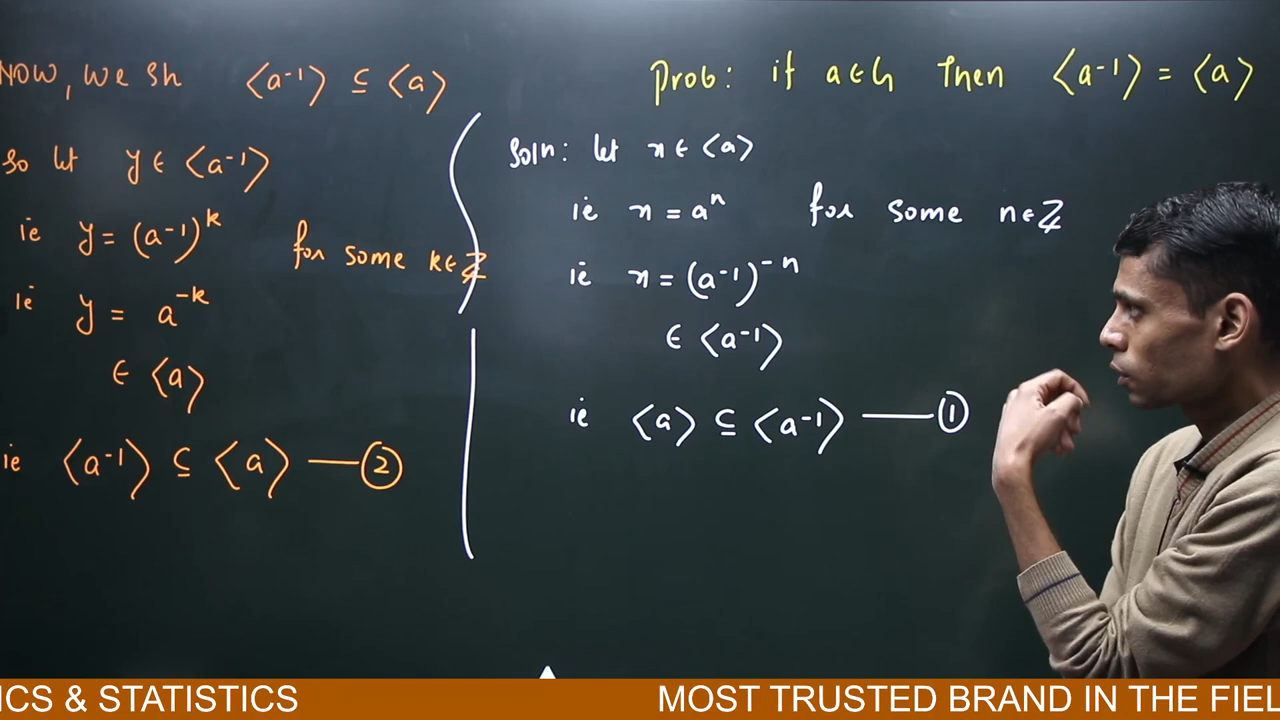 Prob: if a∈G Then ⟨a-1⟩ = ⟨a⟩
Soln: let x ∈ ⟨a⟩
ie x = aⁿ for some n∈ℤ
ie x = (a-1)⁻ⁿ
∈ ⟨a-1⟩
ie ⟨a⟩ ⊆ ⟨a-1⟩ —— ①
NOW, we sh ⟨a-1⟩ ⊆ ⟨a⟩
so let y ∈ ⟨a-1⟩
ie y = (a-1)ᵏ for some k∈ℤ
ie y = a⁻ᵏ
∈ ⟨a⟩
ie ⟨a-1⟩ ⊆ ⟨a⟩ —— ②
ICS & STATISTICS MOST TRUSTED BRAND IN THE FIEL